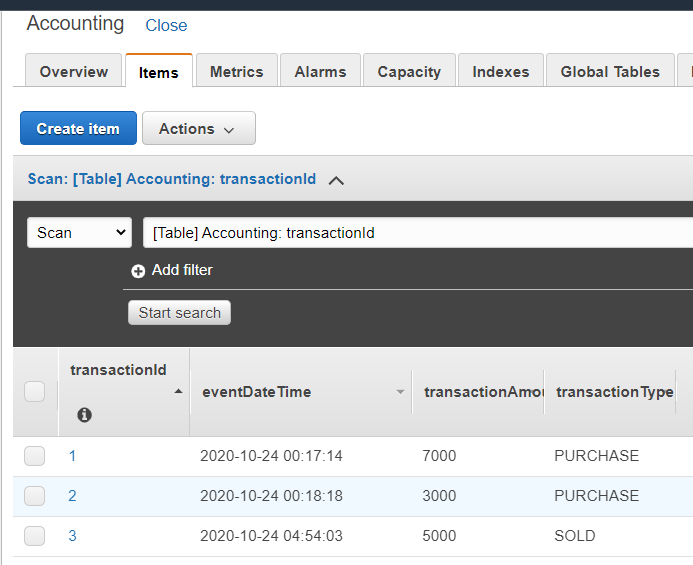 Accounting Close
Overview Items Metrics Alarms Capacity Indexes Global Tables
Create item Actions
Scan: [Table] Accounting: transactionId
Scan [Table] Accounting: transactionId
Add filter
Start search
transactionId eventDateTime transactionAmou transactionType
1 2020-10-24 00:17:14 7000 PURCHASE
2 2020-10-24 00:18:18 3000 PURCHASE
3 2020-10-24 04:54:03 5000 SOLD